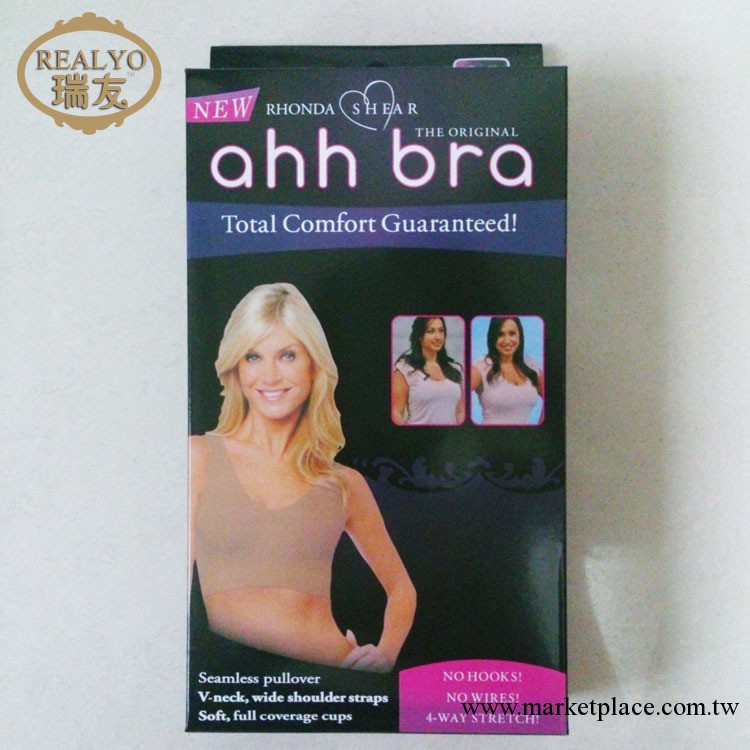 REALYO
瑞友
TM
NEW
RHONDA SHEAR
THE ORIGINAL
ahh bra
Total Comfort Guaranteed!
Seamless pullover
V-neck, wide shoulder straps
Soft, full coverage cups
NO HOOKS!
NO WIRES!
4-WAY STRETCH!
www.marketplace.com.tw